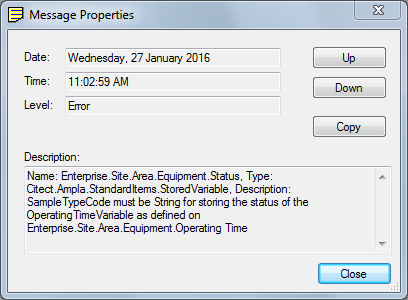 Message Properties
Date: Wednesday, 27 January 2016 Up
Time: 11:02:59 AM Down
Level: Error
Copy
Description:
Name: Enterprise.Site.Area.Equipment.Status, Type:
Citect.Ampla.StandardItems.StoredVariable, Description:
SampleTypeCode must be String for storing the status of the
OperatingTimeVariable as defined on
Enterprise.Site.Area.Equipment.Operating Time
Close